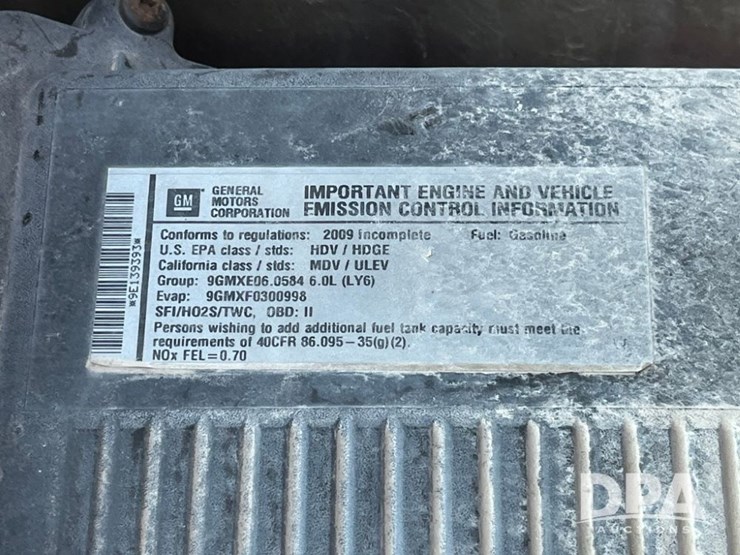 GM GENERAL MOTORS CORPORATION
IMPORTANT ENGINE AND VEHICLE
EMISSION CONTROL INFORMATION
Conforms to regulations: 2009 Incomplete Fuel: Gasoline
U.S. EPA class / stds: HDV / HDGE
California class / stds: MDV / ULEV
Group: 9GMXE06.0584 6.0L (LY6)
Evap: 9GMXF0300998
SFI/HO2S/TWC, OBD: II
Persons wishing to add additional fuel tank capacity must meet the
requirements of 40CFR 86.095-35(g)(2).
NOx FEL=0.70
*9E139393*
DPA
AUCTIONS